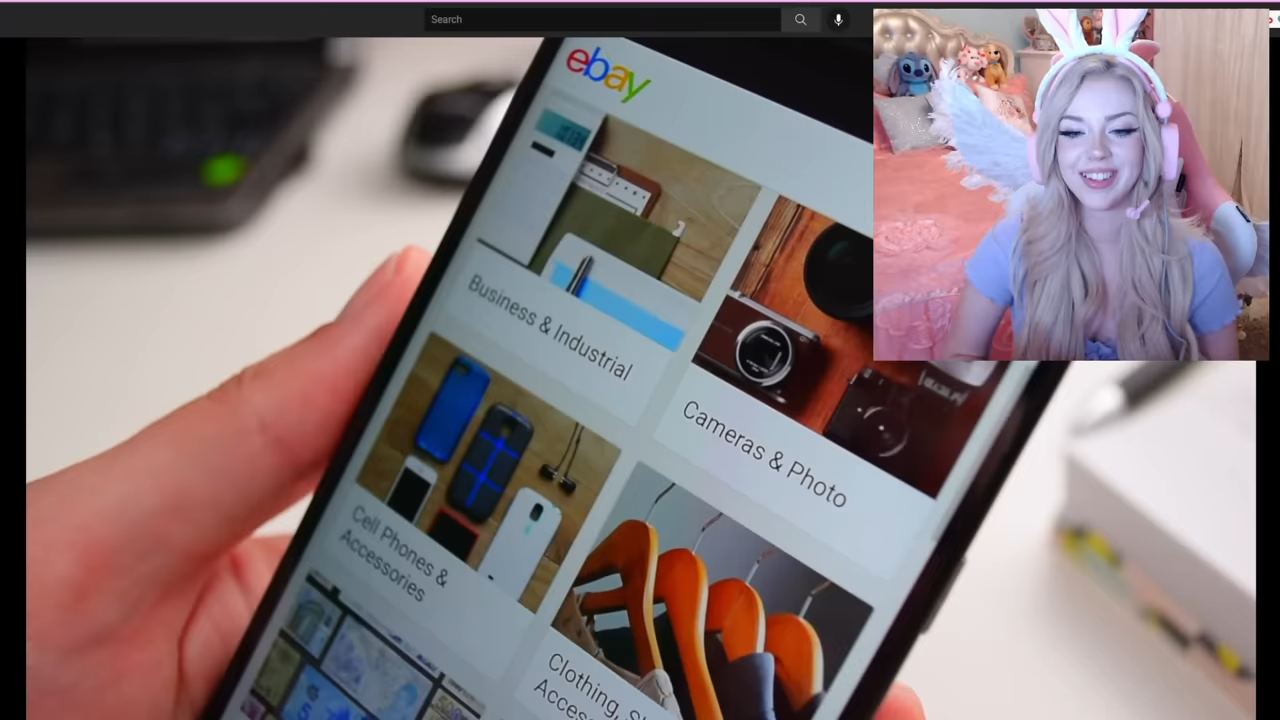 Search
ebay
Business & Industrial
Cameras & Photo
Cell Phones &
Accessories
Clothing,